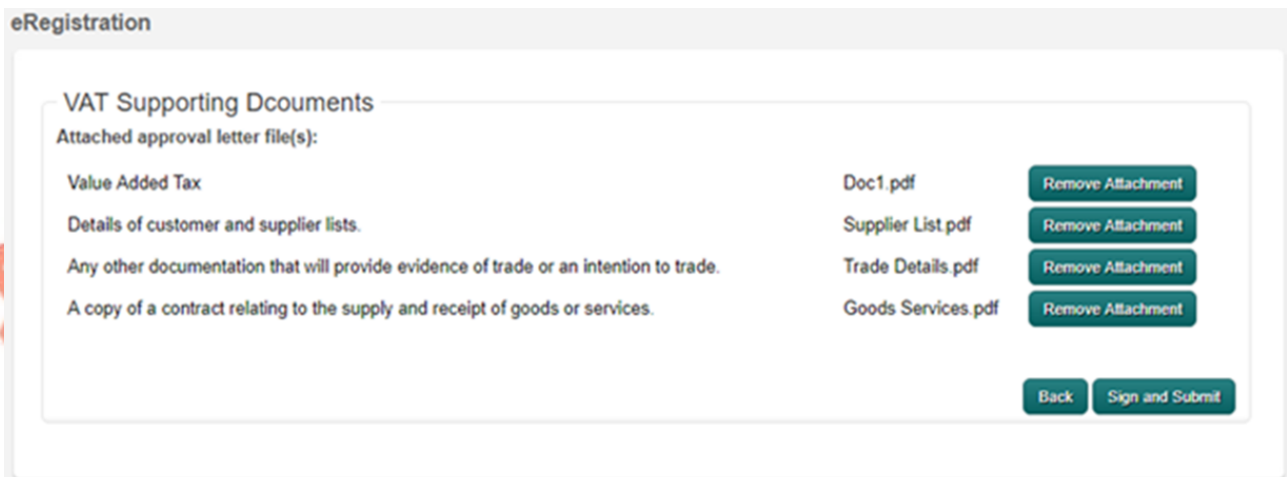 eRegistration
VAT Supporting Dcouments
Attached approval letter file(s):
Value Added Tax Doc1.pdf Remove Attachment
Details of customer and supplier lists. Supplier List.pdf Remove Attachment
Any other documentation that will provide evidence of trade or an intention to trade. Trade Details.pdf Remove Attachment
A copy of a contract relating to the supply and receipt of goods or services. Goods Services.pdf Remove Attachment
Back Sign and Submit